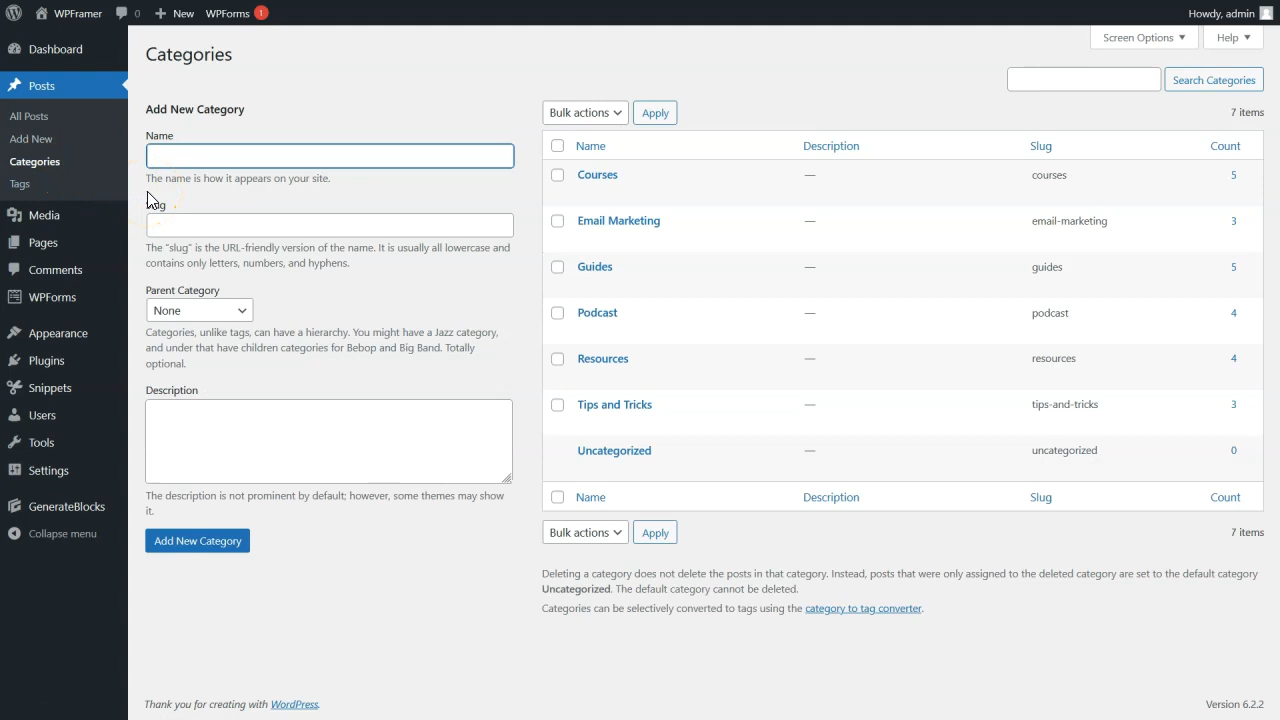 WPFramer
0
New
WPForms
1
Howdy, admin
Dashboard
Posts
All Posts
Add New
Categories
Tags
Media
Pages
Comments
WPForms
Appearance
Plugins
Snippets
Users
Tools
Settings
GenerateBlocks
Collapse menu
Screen Options
Help
Categories
Search Categories
Add New Category
Name
The name is how it appears on your site.
The “slug” is the URL-friendly version of the name. It is usually all lowercase and
contains only letters, numbers, and hyphens.
Parent Category
None
Categories, unlike tags, can have a hierarchy. You might have a Jazz category,
and under that have children categories for Bebop and Big Band. Totally
optional.
Description
The description is not prominent by default; however, some themes may show
it.
Add New Category
Bulk actions
Apply
7 items
Name Description Slug Count
Courses — courses 5
Email Marketing — email-marketing 3
Guides — guides 5
Podcast — podcast 4
Resources — resources 4
Tips and Tricks — tips-and-tricks 3
Uncategorized — uncategorized 0
Name Description Slug Count
Bulk actions
Apply
7 items
Deleting a category does not delete the posts in that category. Instead, posts that were only assigned to the deleted category are set to the default category
Uncategorized. The default category cannot be deleted.
Categories can be selectively converted to tags using the category to tag converter.
Thank you for creating with WordPress.
Version 6.2.2